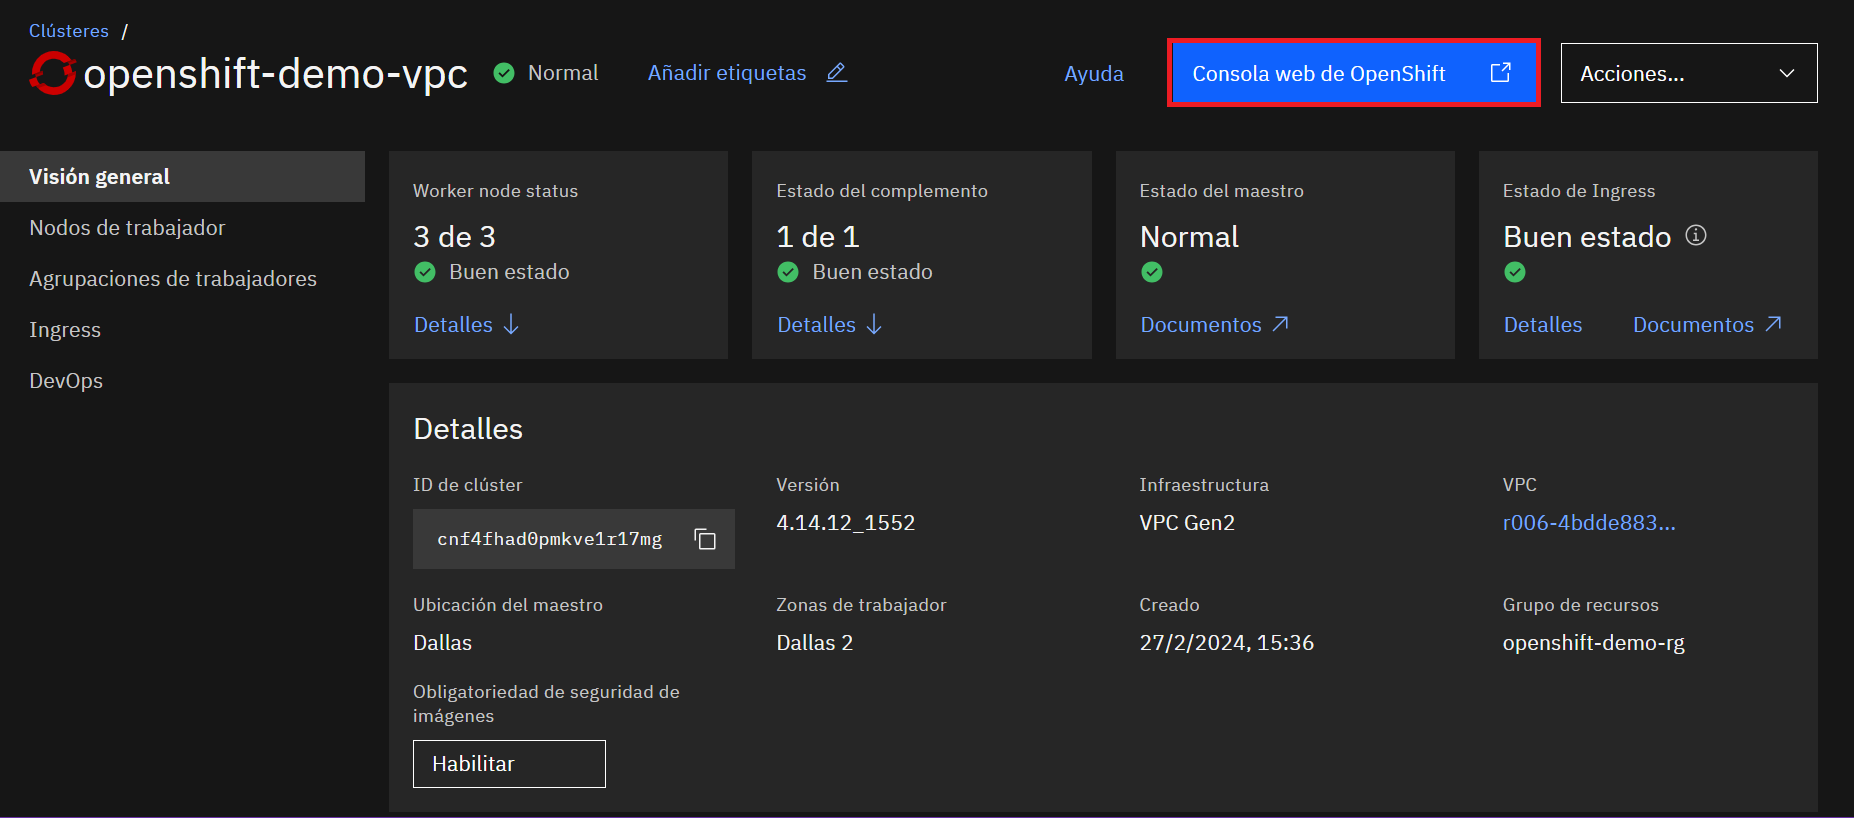 Clústeres /
openshift-demo-vpc Normal Añadir etiquetas Ayuda Consola web de OpenShift Acciones...
Visión general
Nodos de trabajador
Agrupaciones de trabajadores
Ingress
DevOps
Worker node status
3 de 3
Buen estado
Detalles
Estado del complemento
1 de 1
Buen estado
Detalles
Estado del maestro
Normal
Documentos
Estado de Ingress
Buen estado
Detalles Documentos
Detalles
ID de clúster
cnf4fhad0pmkve1r17mg
Versión
4.14.12_1552
Infraestructura
VPC Gen2
VPC
r006-4bdde883...
Ubicación del maestro
Dallas
Zonas de trabajador
Dallas 2
Creado
27/2/2024, 15:36
Grupo de recursos
openshift-demo-rg
Obligatoriedad de seguridad de
imágenes
Habilitar